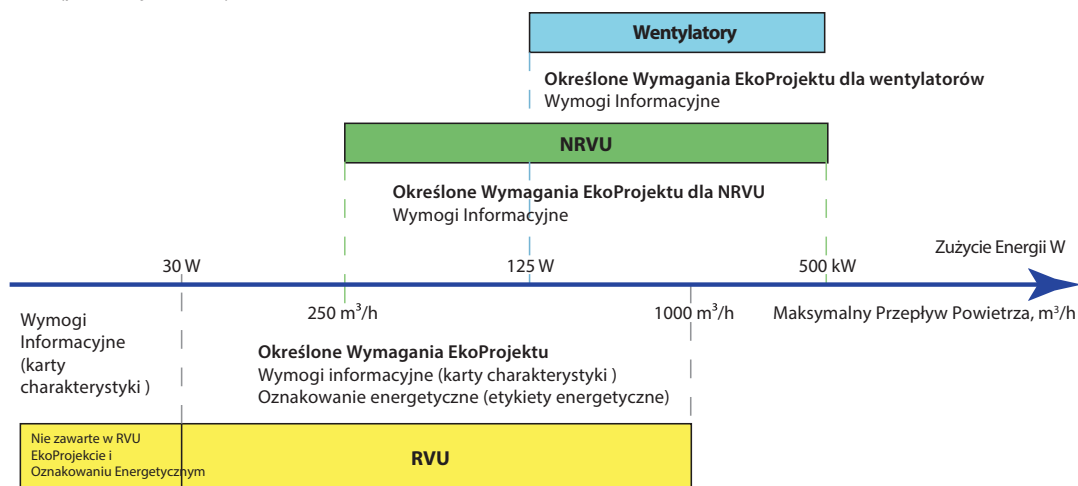 Wentylatory
Określone Wymagania EkoProjektu dla wentylatorów
Wymogi Informacyjne
NRVU
Określone Wymagania EkoProjektu dla NRVU
Wymogi Informacyjne
Zużycie Energii W
30 W
125 W
500 kW
250 m³/h
1000 m³/h
Maksymalny Przepływ Powietrza, m³/h
Wymogi
Informacyjne
(karty
charakterystyki )
Określone Wymagania EkoProjektu
Wymogi informacyjne (karty charakterystyki )
Oznakowanie energetyczne (etykiety energetyczne)
Nie zawarte w RVU
EkoProjekcie i
Oznakowaniu Energetycznym
RVU